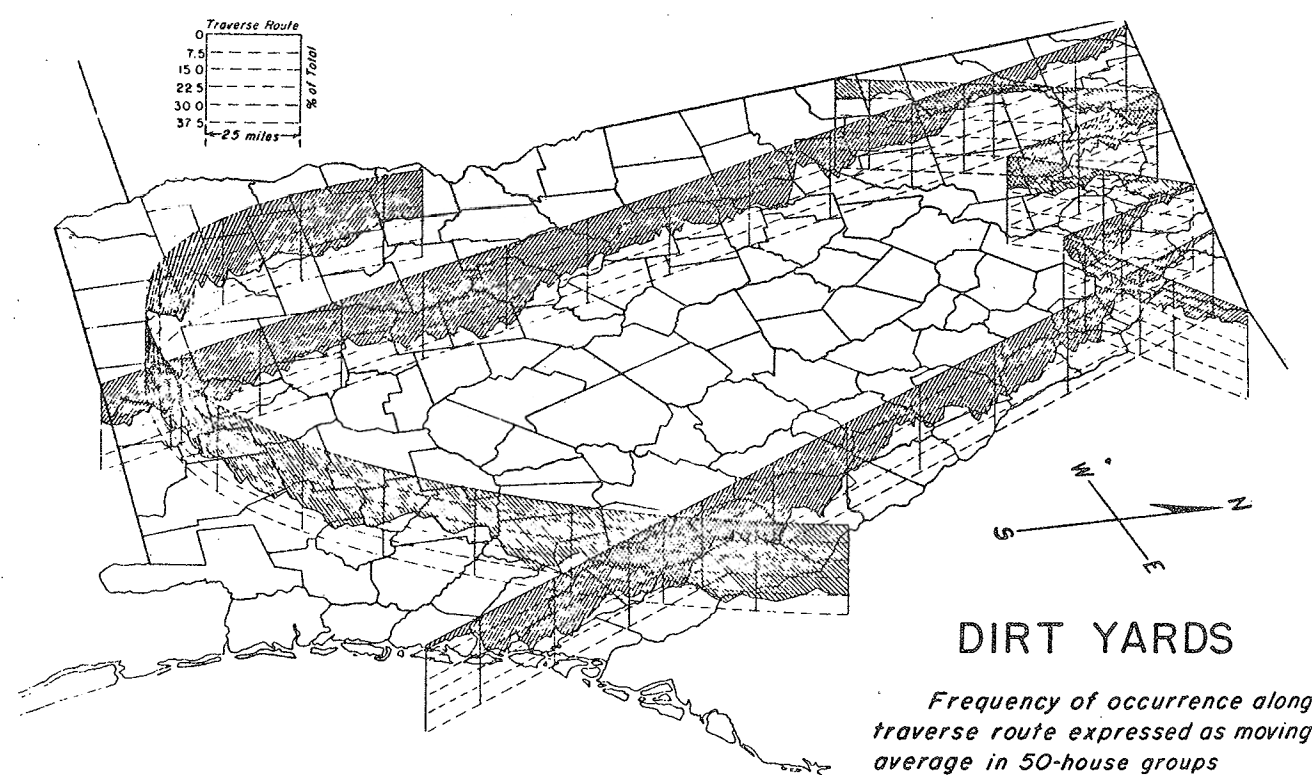 Traverse Route
0
7.5
15 0
22 5
30 0
37 5
% of Total
25 miles
W
N
S
E
DIRT YARDS
Frequency of occurrence along
traverse route expressed as moving
average in 50-house groups